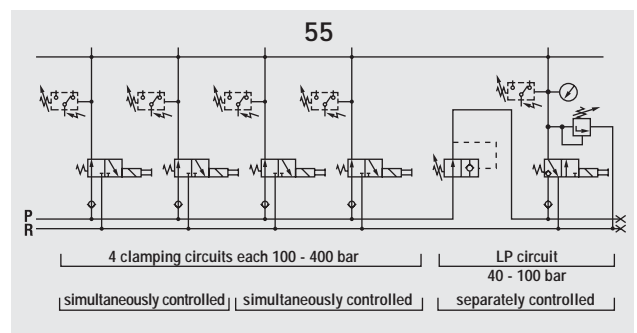 55
P
R
4 clamping circuits each 100 - 400 bar
LP circuit
40 - 100 bar
simultaneously controlled
simultaneously controlled
separately controlled